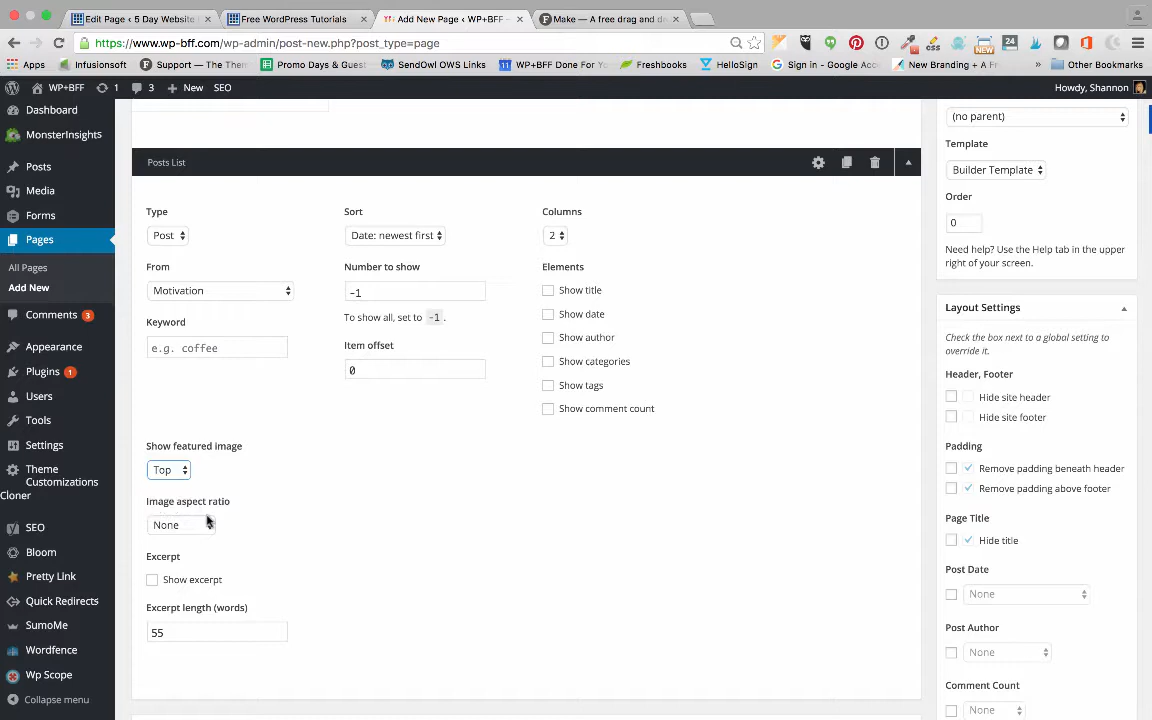 Edit Page ‹ 5 Day Website
Free WordPress Tutorials
Add New Page ‹ WP+BFF —
Make — A free drag and de
https://www.wp-bff.com/wp-admin/post-new.php?post_type=page
Apps
Infusionsoft
Support — The Them
Promo Days & Guest
SendOwl OWS Links
WP+BFF Done For Yo
Freshbooks
HelloSign
Sign in - Google Acco
New Branding + A Fr
»
Other Bookmarks
WP+BFF
1
3
New
SEO
Howdy, Shannon
Dashboard
MonsterInsights
Posts
Media
Forms
Pages
All Pages
Add New
Comments 3
Appearance
Plugins 1
Users
Tools
Settings
Theme
Customizations
Cloner
SEO
Bloom
Pretty Link
Quick Redirects
SumoMe
Wordfence
Wp Scope
Collapse menu
Posts List
Type
Post
From
Motivation
Keyword
e.g. coffee
Sort
Date: newest first
Number to show
-1
To show all, set to -1 .
Item offset
0
Columns
2
Elements
Show title
Show date
Show author
Show categories
Show tags
Show comment count
Show featured image
Top
Image aspect ratio
None
Excerpt
Show excerpt
Excerpt length (words)
55
(no parent)
Template
Builder Template
Order
0
Need help? Use the Help tab in the upper
right of your screen.
Layout Settings
Check the box next to a global setting to
override it.
Header, Footer
Hide site header
Hide site footer
Padding
Remove padding beneath header
Remove padding above footer
Page Title
Hide title
Post Date
None
Post Author
None
Comment Count
None